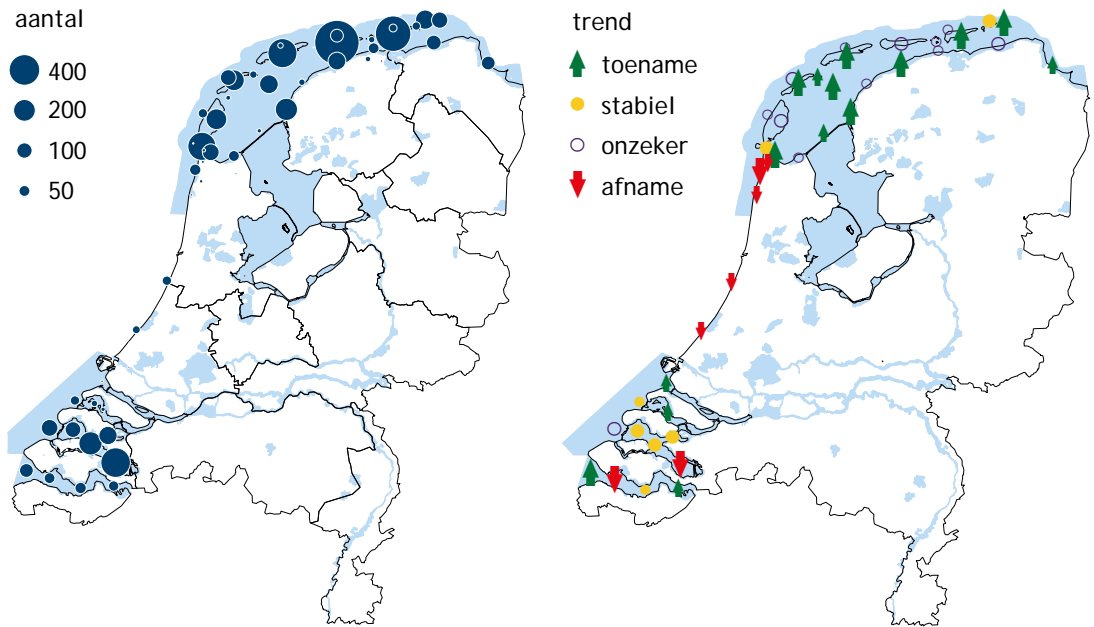 aantal
400
200
100
50
trend
toename
stabiel
onzeker
afname